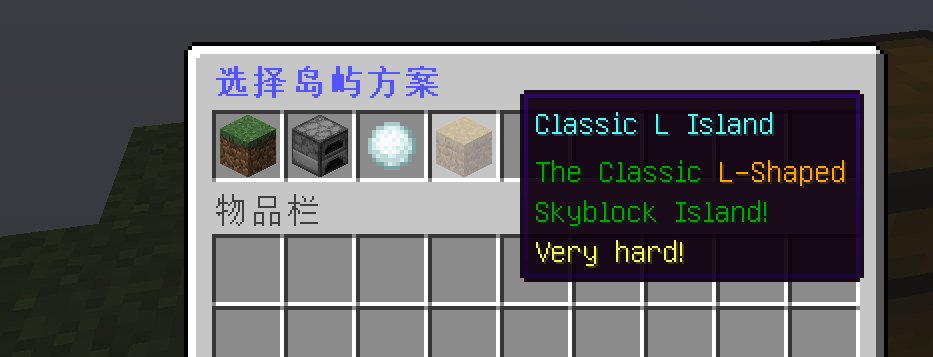 选择岛屿方案
Classic L Island
The Classic L-Shaped
Skyblock Island!
Very hard!
物品栏